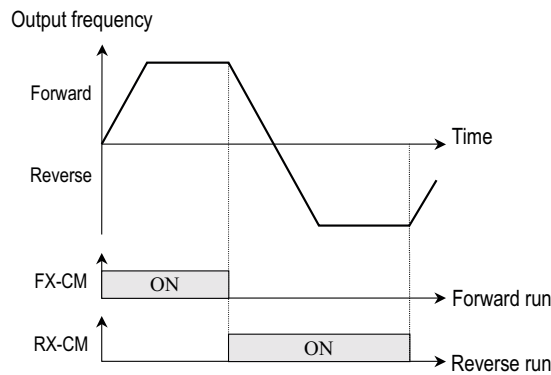 Output frequency
Forward
Time
Reverse
FX-CM
ON
Forward run
RX-CM
ON
Reverse run